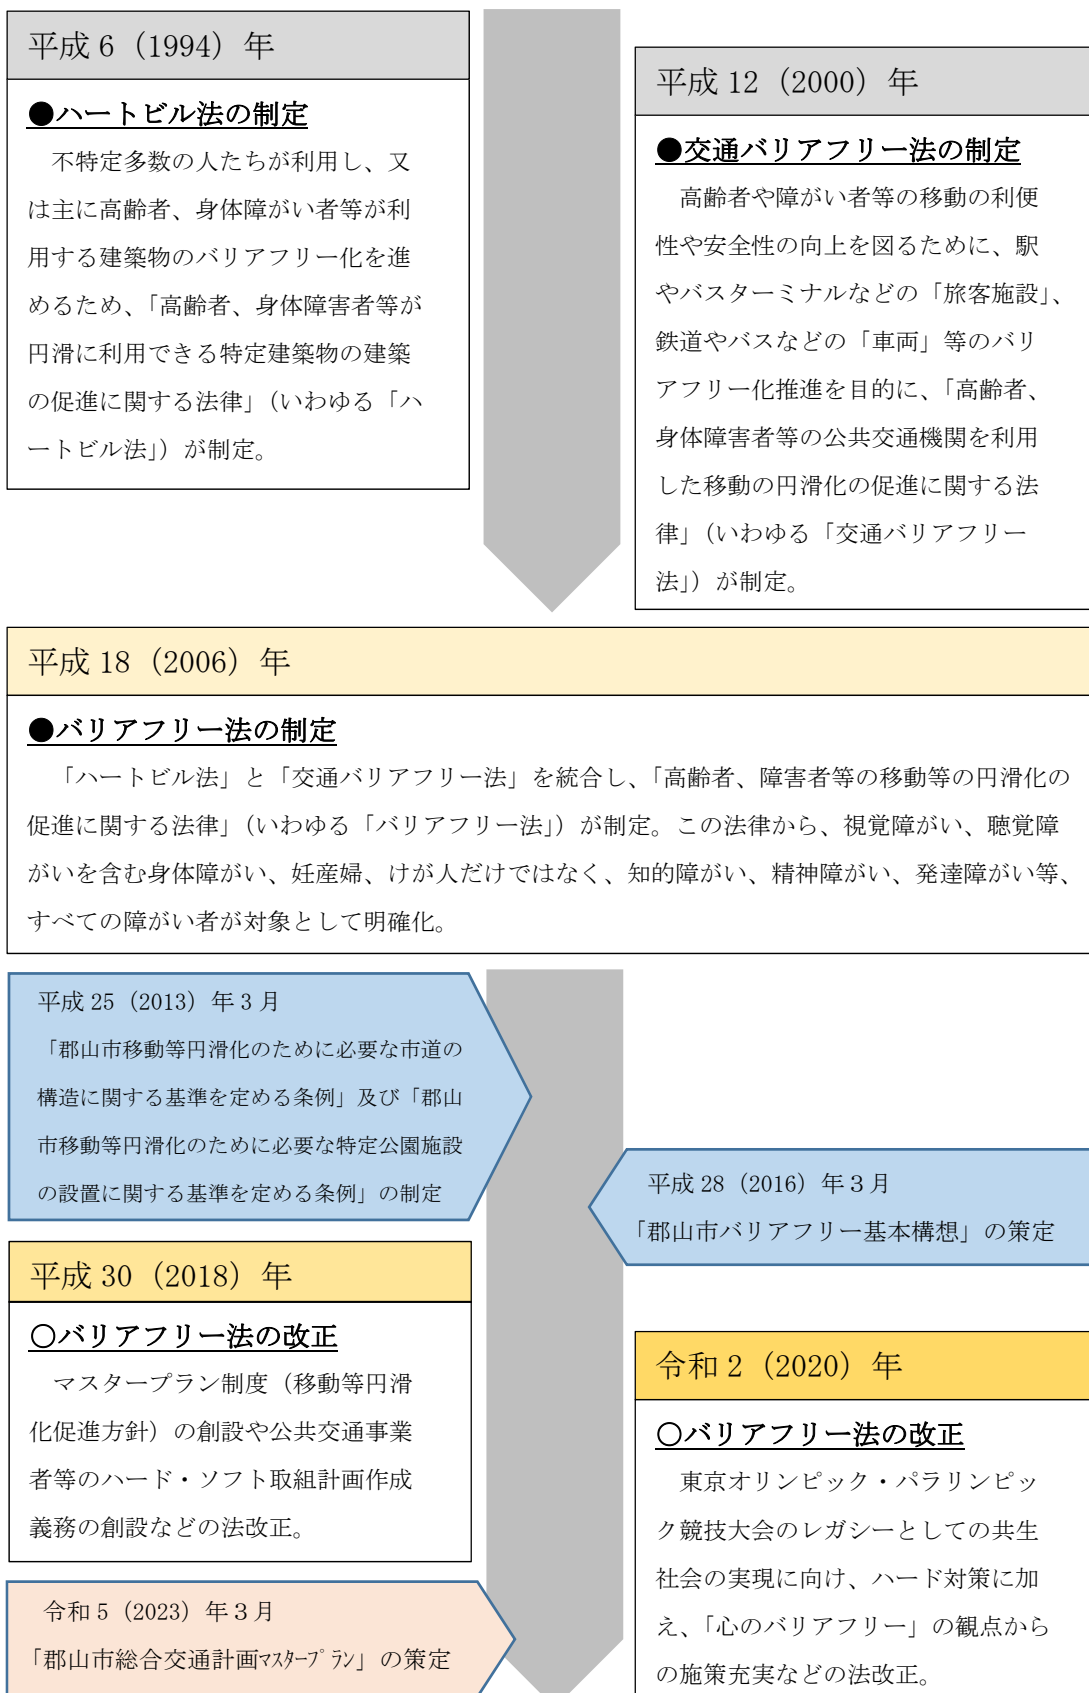 平成 6（1994）年
●ハートビル法の制定
不特定多数の人たちが利用し、又
は主に高齢者、身体障がい者等が利
用する建築物のバリアフリー化を進
めるため、「高齢者、身体障害者等が
円滑に利用できる特定建築物の建築
の促進に関する法律」（いわゆる「ハ
ートビル法」）が制定。
平成 12（2000）年
●交通バリアフリー法の制定
高齢者や障がい者等の移動の利便
性や安全性の向上を図るために、駅
やバスターミナルなどの「旅客施設」、
鉄道やバスなどの「車両」等のバリ
アフリー化推進を目的に、「高齢者、
身体障害者等の公共交通機関を利用
した移動の円滑化の促進に関する法
律」（いわゆる「交通バリアフリー
法」）が制定。
平成 18（2006）年
●バリアフリー法の制定
「ハートビル法」と「交通バリアフリー法」を統合し、「高齢者、障害者等の移動等の円滑化の
促進に関する法律」（いわゆる「バリアフリー法」）が制定。この法律から、視覚障がい、聴覚障
がいを含む身体障がい、妊産婦、けが人だけではなく、知的障がい、精神障がい、発達障がい等、
すべての障がい者が対象として明確化。
平成 25（2013）年 3 月
「郡山市移動等円滑化のために必要な市道の
構造に関する基準を定める条例」及び「郡山
市移動等円滑化のために必要な特定公園施設
の設置に関する基準を定める条例」の制定
平成 28（2016）年３月
「郡山市バリアフリー基本構想」の策定
平成 30（2018）年
〇バリアフリー法の改正
マスタープラン制度（移動等円滑
化促進方針）の創設や公共交通事業
者等のハード・ソフト取組計画作成
義務の創設などの法改正。
令和 2（2020）年
〇バリアフリー法の改正
東京オリンピック・パラリンピッ
ク競技大会のレガシーとしての共生
社会の実現に向け、ハード対策に加
え、「心のバリアフリー」の観点から
の施策充実などの法改正。
令和 5（2023）年３月
「郡山市総合交通計画ﾏｽﾀｰﾌﾟﾗﾝ」の策定